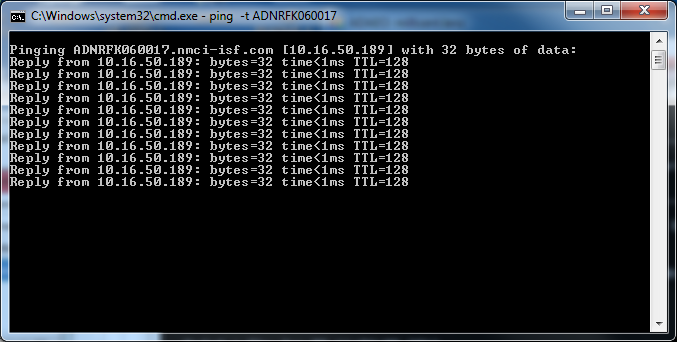 C:\Windows\system32\cmd.exe - ping -t ADNRFK060017
Pinging ADNRFK060017.nmci-isf.com [10.16.50.189] with 32 bytes of data:
Reply from 10.16.50.189: bytes=32 time<1ms TTL=128
Reply from 10.16.50.189: bytes=32 time<1ms TTL=128
Reply from 10.16.50.189: bytes=32 time<1ms TTL=128
Reply from 10.16.50.189: bytes=32 time<1ms TTL=128
Reply from 10.16.50.189: bytes=32 time<1ms TTL=128
Reply from 10.16.50.189: bytes=32 time<1ms TTL=128
Reply from 10.16.50.189: bytes=32 time<1ms TTL=128
Reply from 10.16.50.189: bytes=32 time<1ms TTL=128
Reply from 10.16.50.189: bytes=32 time<1ms TTL=128
Reply from 10.16.50.189: bytes=32 time<1ms TTL=128
Reply from 10.16.50.189: bytes=32 time<1ms TTL=128